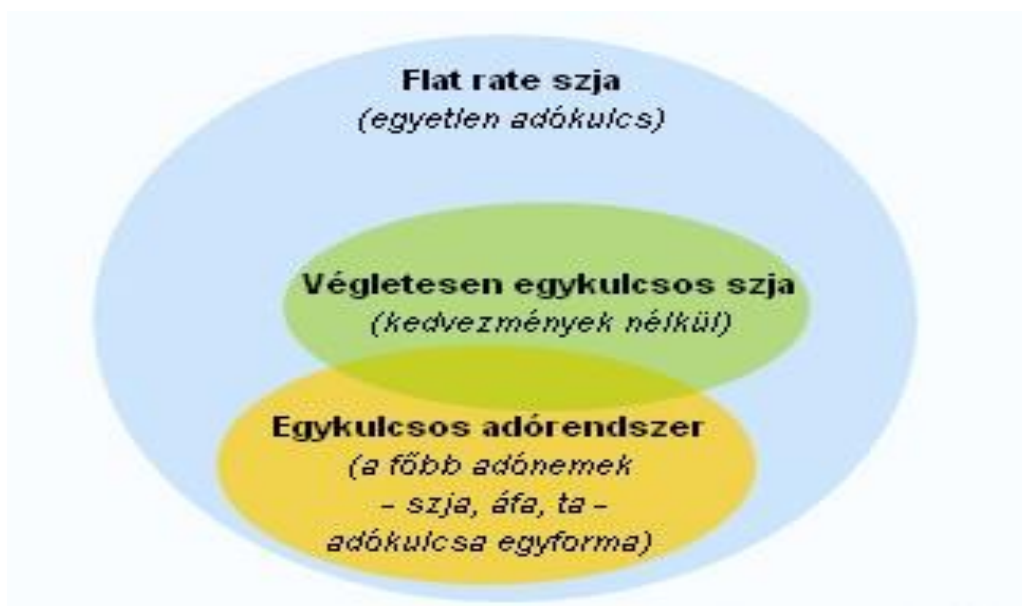 Flat rate szja
(egyetlen adókulcs)
Végletesen egykulcsos szja
(kedvezmények nélkül)
Egykulcsos adórendszer
(a főbb adónemek
– szja, áfa, ta –
adókulcsa egyforma)